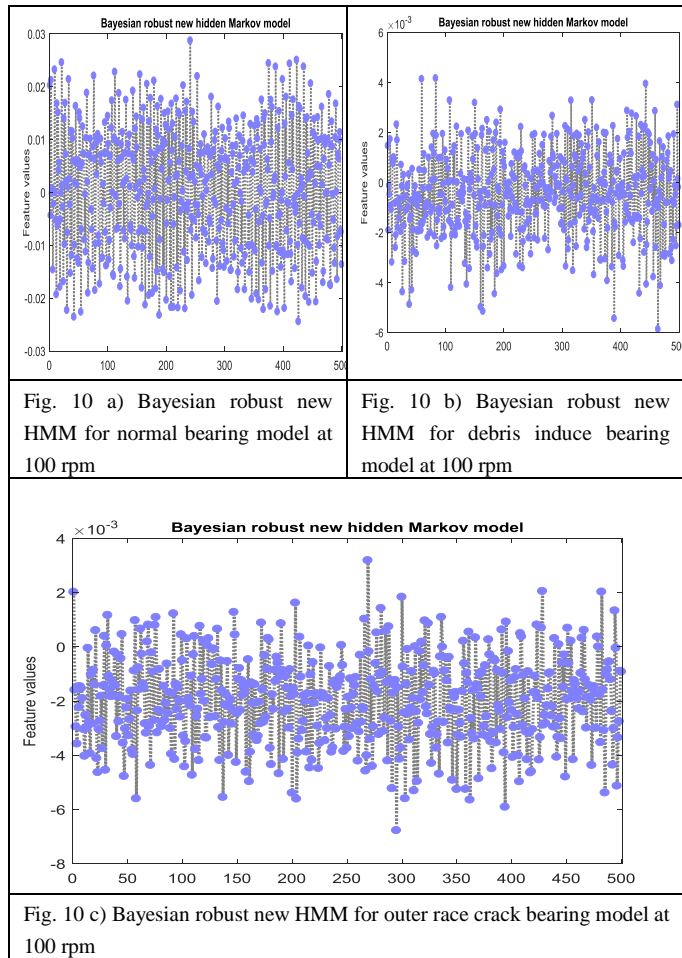 Bayesian robust new hidden Markov model
0.03
0.02
0.01
0
-0.01
-0.02
-0.03
Feature values
0 100 200 300 400 500
Bayesian robust new hidden Markov model
×10⁻³
6
4
2
0
-2
-4
-6
Feature values
0 100 200 300 400 500
Fig. 10 a) Bayesian robust new
HMM for normal bearing model at
100 rpm
Fig. 10 b) Bayesian robust new
HMM for debris induce bearing
model at 100 rpm
Bayesian robust new hidden Markov model
×10⁻³
4
2
0
-2
-4
-6
-8
Feature values
0 50 100 150 200 250 300 350 400 450 500
Fig. 10 c) Bayesian robust new HMM for outer race crack bearing model at
100 rpm